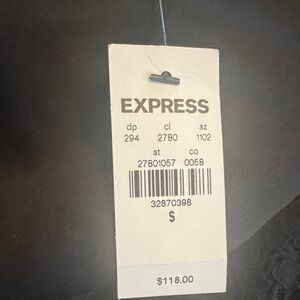 EXPRESS
dp cl sz
294 2780 1102
st co
27801057 0058
32870398
$
$118.00